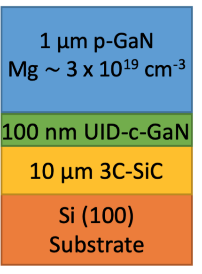 1 µm p-GaN
Mg ~ 3 x 10¹⁹ cm⁻³
100 nm UID-c-GaN
10 µm 3C-SiC
Si (100)
Substrate